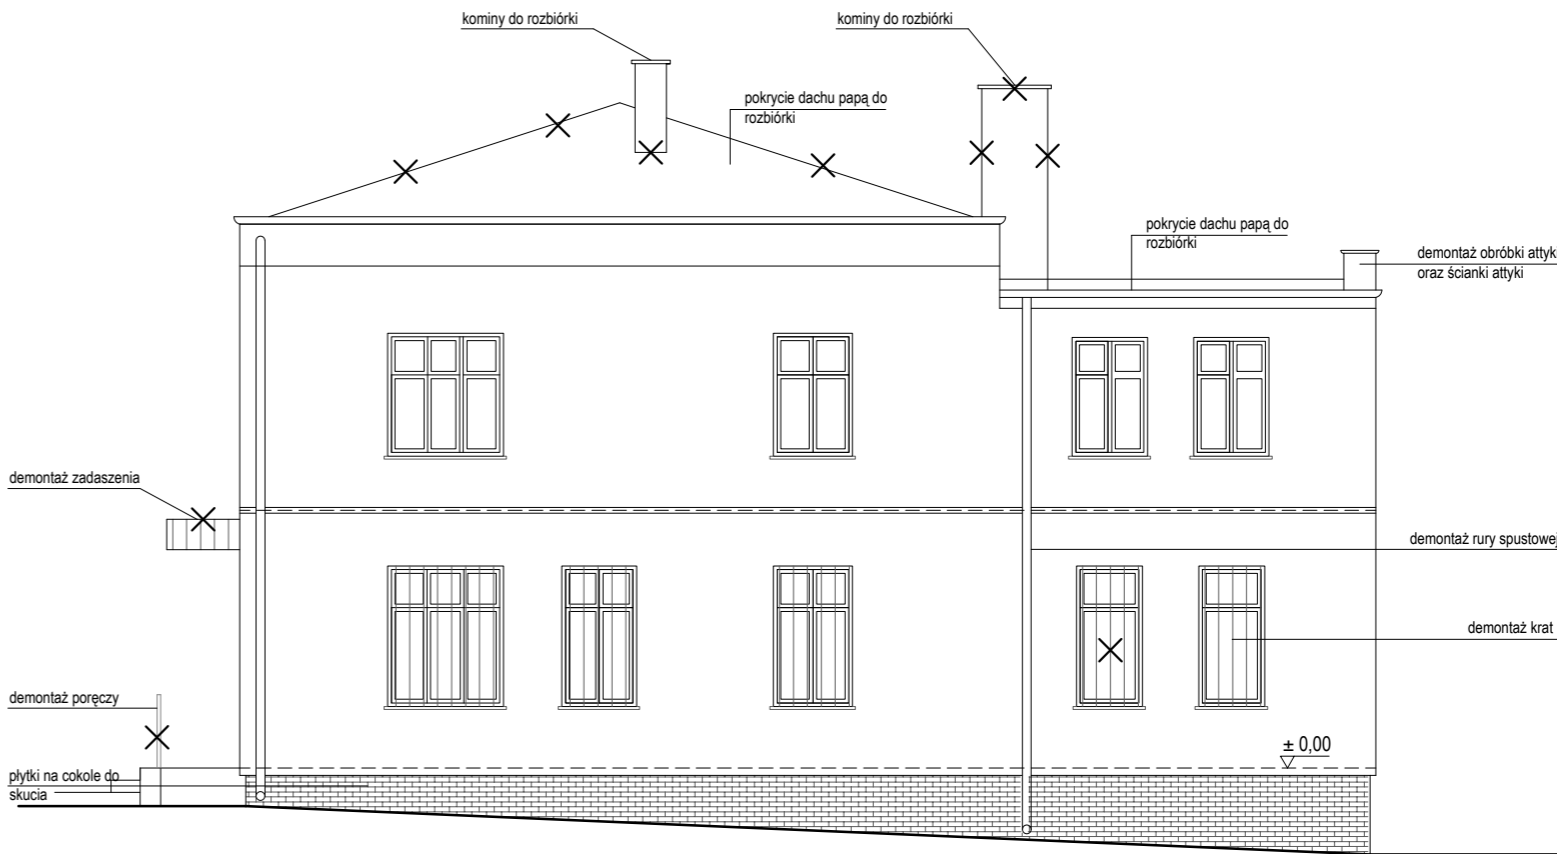 kominy do rozbiórki
kominy do rozbiórki
pokrycie dachu papą do
rozbiórki
pokrycie dachu papą do
rozbiórki
demontaż obróbki attyki
oraz ścianki attyki
demontaż zadaszenia
demontaż rury spustowej
demontaż krat
demontaż poręczy
± 0,00
płytki na cokole do
skucia